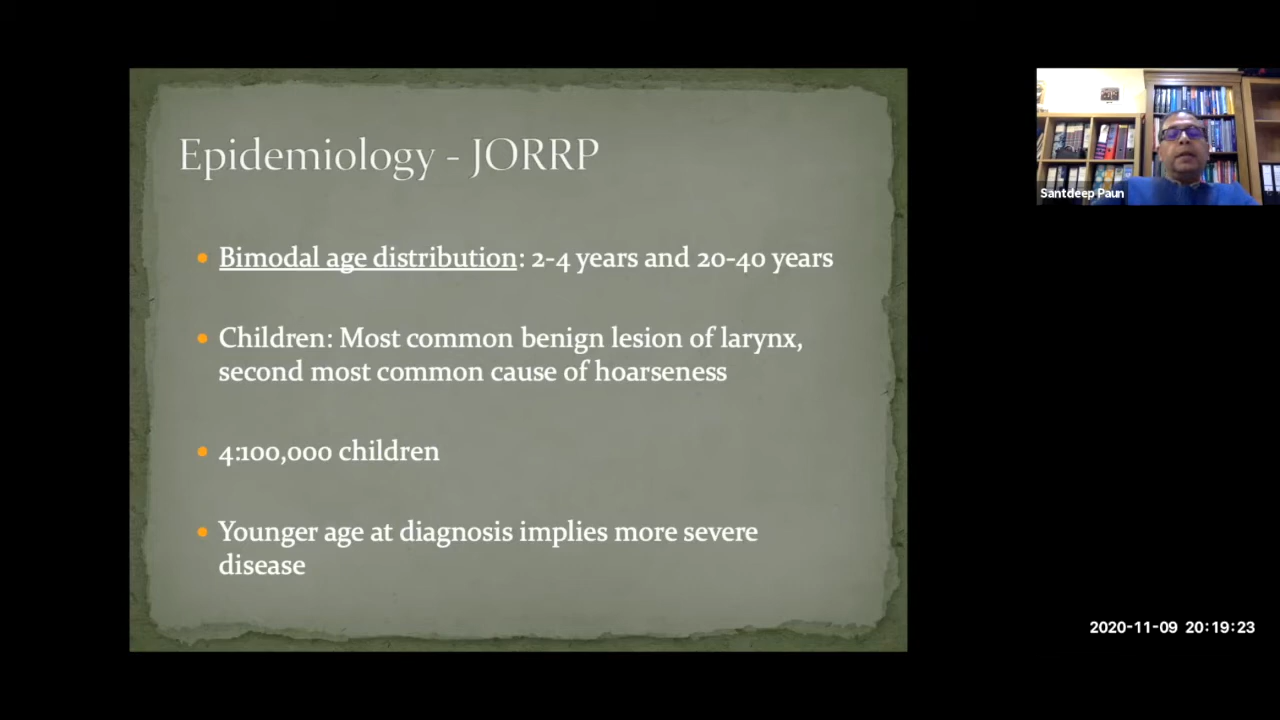 Epidemiology - JORRP
Bimodal age distribution: 2-4 years and 20-40 years
Children: Most common benign lesion of larynx,
second most common cause of hoarseness
4:100,000 children
Younger age at diagnosis implies more severe
disease
Santdeep Paun
2020-11-09 20:19:23